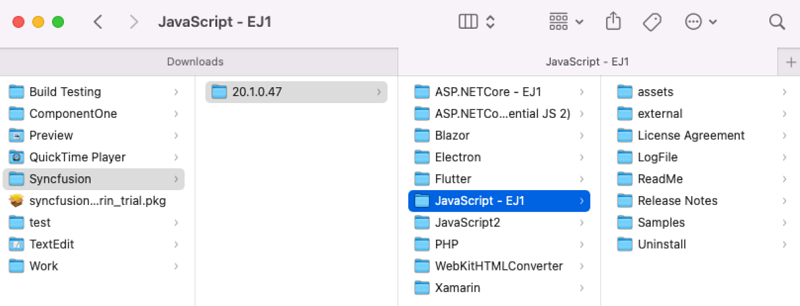 JavaScript - EJ1
Downloads
JavaScript - EJ1
Build Testing
ComponentOne
Preview
QuickTime Player
Syncfusion
syncfusion...rin_trial.pkg
test
TextEdit
Work
20.1.0.47
ASP.NETCore - EJ1
ASP.NETCo...ential JS 2)
Blazor
Electron
Flutter
JavaScript - EJ1
JavaScript2
PHP
WebKitHTMLConverter
Xamarin
assets
external
License Agreement
LogFile
ReadMe
Release Notes
Samples
Uninstall